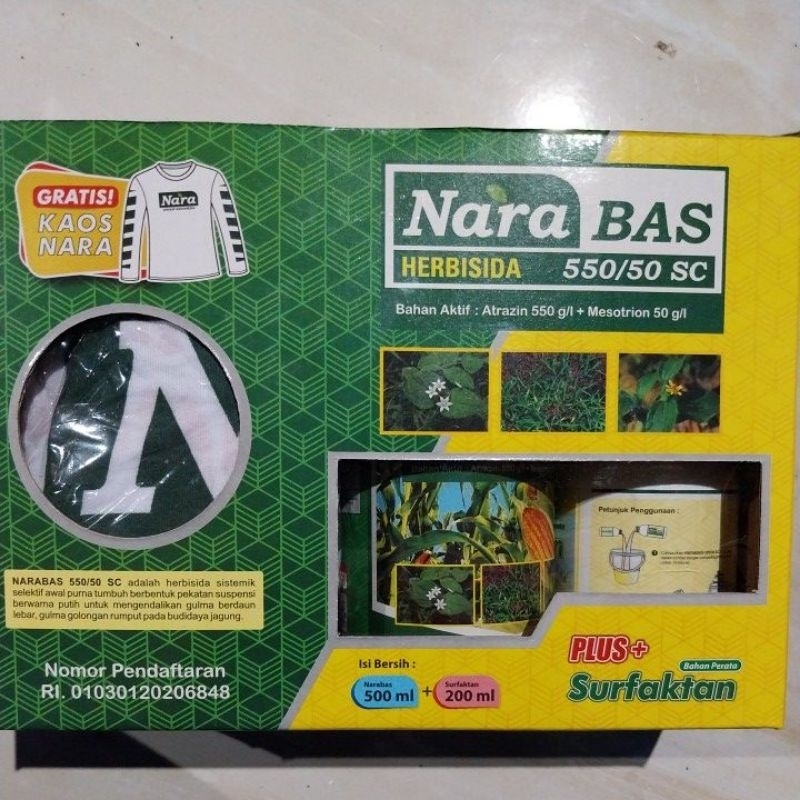 GRATIS!
KAOS
NARA
Nara
Nara BAS
HERBISIDA 550/50 SC
Bahan Aktif : Atrazin 550 g/l + Mesotrion 50 g/l
N
NARABAS 550/50 SC adalah herbisida sistemik
selektif awal purna tumbuh berbentuk pekatan suspensi
berwarna putih untuk mengendalikan gulma berdaun
lebar, gulma golongan rumput pada budidaya jagung.
Nomor Pendaftaran
RI. 01030120206848
Petunjuk Penggunaan :
Isi Bersih :
Narabas
500 ml
+
Surfaktan
200 ml
PLUS+
Bahan Perata
Surfaktan